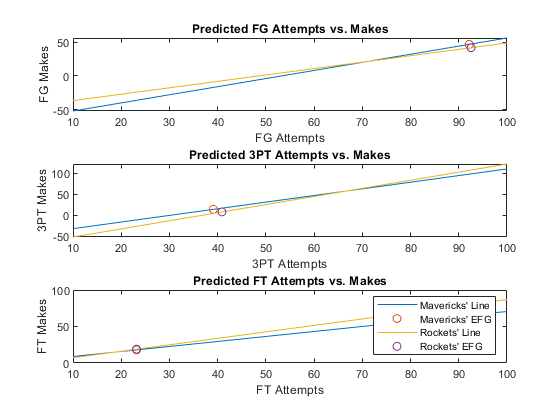 Predicted FG Attempts vs. Makes
50
0
-50
FG Makes
10 20 30 40 50 60 70 80 90 100
FG Attempts
Predicted 3PT Attempts vs. Makes
100
50
0
-50
3PT Makes
10 20 30 40 50 60 70 80 90 100
3PT Attempts
Predicted FT Attempts vs. Makes
100
50
0
FT Makes
Mavericks' Line
Mavericks' EFG
Rockets' Line
Rockets' EFG
10 20 30 40 50 60 70 80 90 100
FT Attempts